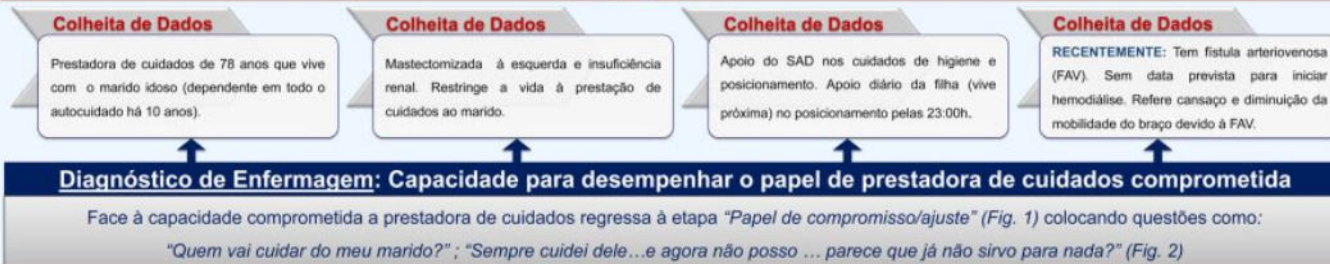 Colheita de Dados
Prestadora de cuidados de 78 anos que vive
com o marido idoso (dependente em todo o
autocuidado há 10 anos).
Colheita de Dados
Mastectomizada à esquerda e insuficiência
renal. Restringe a vida à prestação de
cuidados ao marido.
Colheita de Dados
Apoio do SAD nos cuidados de higiene e
posicionamento. Apoio diário da filha (vive
próxima) no posicionamento pelas 23:00h.
Colheita de Dados
RECENTEMENTE: Tem fistula arteriovenosa
(FAV). Sem data prevista para iniciar
hemodiálise. Refere cansaço e diminuição da
mobilidade do braço devido à FAV.
Diagnóstico de Enfermagem: Capacidade para desempenhar o papel de prestadora de cuidados comprometida
Face à capacidade comprometida a prestadora de cuidados regressa à etapa “Papel de compromisso/ajuste” (Fig. 1) colocando questões como:
“Quem vai cuidar do meu marido?” ; “Sempre cuidei dele…e agora não posso … parece que já não sirvo para nada?” (Fig. 2)